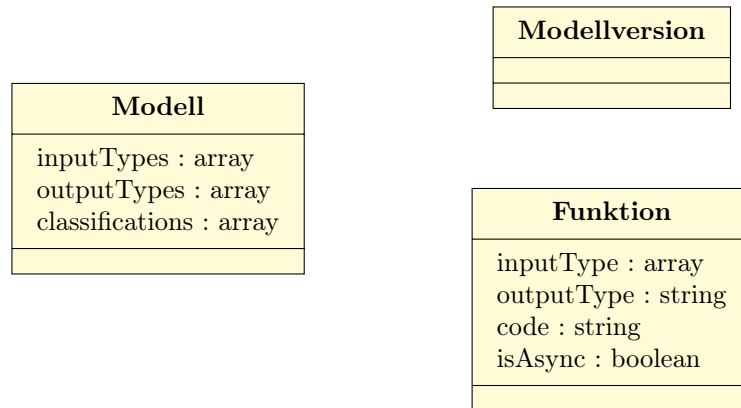 Modellversion
Modell
inputTypes : array
outputTypes : array
classifications : array
Funktion
inputType : array
outputType : string
code : string
isAsync : boolean